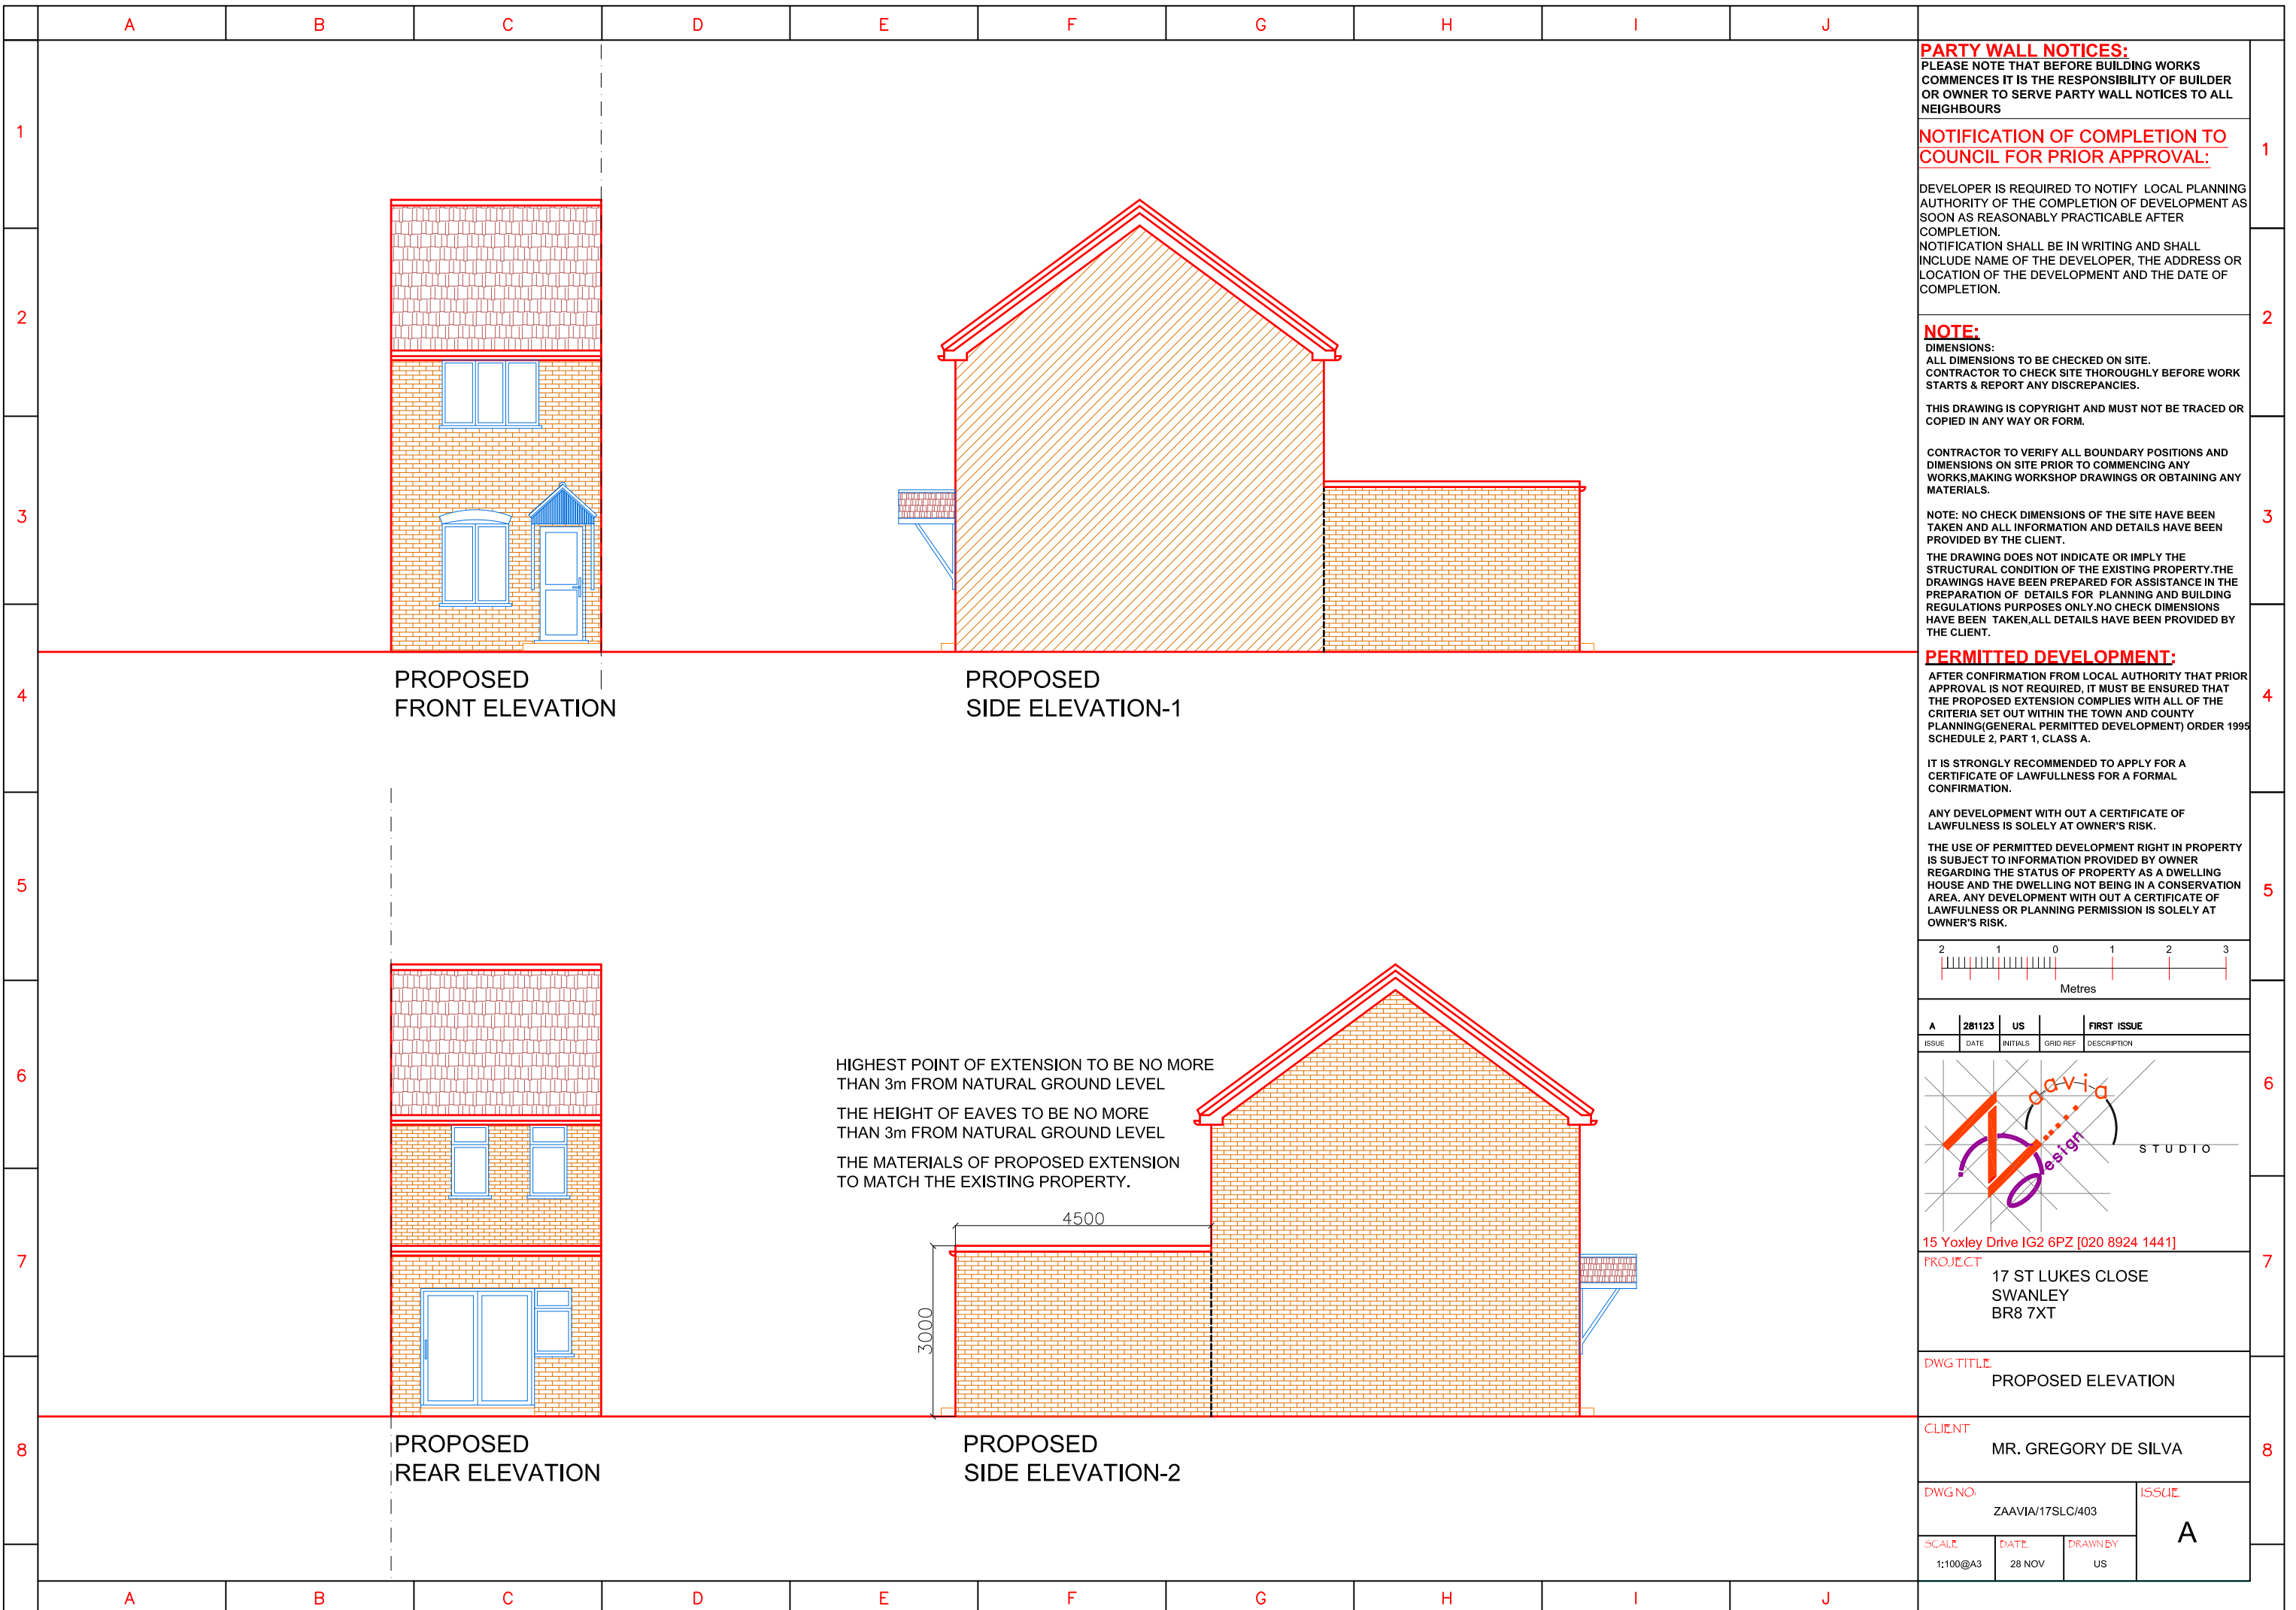 A B C D E F G H I J
1
2
3
4
5
6
7
8
1
2
3
4
5
6
7
8
PROPOSED
FRONT ELEVATION
PROPOSED
SIDE ELEVATION-1
HIGHEST POINT OF EXTENSION TO BE NO MORE
THAN 3m FROM NATURAL GROUND LEVEL
THE HEIGHT OF EAVES TO BE NO MORE
THAN 3m FROM NATURAL GROUND LEVEL
THE MATERIALS OF PROPOSED EXTENSION
TO MATCH THE EXISTING PROPERTY.
4500
3000
PROPOSED
REAR ELEVATION
PROPOSED
SIDE ELEVATION-2
A B C D E F G H I J
PARTY WALL NOTICES:
PLEASE NOTE THAT BEFORE BUILDING WORKS
COMMENCES IT IS THE RESPONSIBILITY OF BUILDER
OR OWNER TO SERVE PARTY WALL NOTICES TO ALL
NEIGHBOURS
NOTIFICATION OF COMPLETION TO
COUNCIL FOR PRIOR APPROVAL:
DEVELOPER IS REQUIRED TO NOTIFY LOCAL PLANNING
AUTHORITY OF THE COMPLETION OF DEVELOPMENT AS
SOON AS REASONABLY PRACTICABLE AFTER
COMPLETION.
NOTIFICATION SHALL BE IN WRITING AND SHALL
INCLUDE NAME OF THE DEVELOPER, THE ADDRESS OR
LOCATION OF THE DEVELOPMENT AND THE DATE OF
COMPLETION.
NOTE:
DIMENSIONS:
ALL DIMENSIONS TO BE CHECKED ON SITE.
CONTRACTOR TO CHECK SITE THOROUGHLY BEFORE WORK
STARTS & REPORT ANY DISCREPANCIES.
THIS DRAWING IS COPYRIGHT AND MUST NOT BE TRACED OR
COPIED IN ANY WAY OR FORM.
CONTRACTOR TO VERIFY ALL BOUNDARY POSITIONS AND
DIMENSIONS ON SITE PRIOR TO COMMENCING ANY
WORKS,MAKING WORKSHOP DRAWINGS OR OBTAINING ANY
MATERIALS.
NOTE: NO CHECK DIMENSIONS OF THE SITE HAVE BEEN
TAKEN AND ALL INFORMATION AND DETAILS HAVE BEEN
PROVIDED BY THE CLIENT.
THE DRAWING DOES NOT INDICATE OR IMPLY THE
STRUCTURAL CONDITION OF THE EXISTING PROPERTY.THE
DRAWINGS HAVE BEEN PREPARED FOR ASSISTANCE IN THE
PREPARATION OF DETAILS FOR PLANNING AND BUILDING
REGULATIONS PURPOSES ONLY.NO CHECK DIMENSIONS
HAVE BEEN TAKEN,ALL DETAILS HAVE BEEN PROVIDED BY
THE CLIENT.
PERMITTED DEVELOPMENT:
AFTER CONFIRMATION FROM LOCAL AUTHORITY THAT PRIOR
APPROVAL IS NOT REQUIRED, IT MUST BE ENSURED THAT
THE PROPOSED EXTENSION COMPLIES WITH ALL OF THE
CRITERIA SET OUT WITHIN THE TOWN AND COUNTY
PLANNING(GENERAL PERMITTED DEVELOPMENT) ORDER 1995
SCHEDULE 2, PART 1, CLASS A.
IT IS STRONGLY RECOMMENDED TO APPLY FOR A
CERTIFICATE OF LAWFULLNESS FOR A FORMAL
CONFIRMATION.
ANY DEVELOPMENT WITH OUT A CERTIFICATE OF
LAWFULNESS IS SOLELY AT OWNER'S RISK.
THE USE OF PERMITTED DEVELOPMENT RIGHT IN PROPERTY
IS SUBJECT TO INFORMATION PROVIDED BY OWNER
REGARDING THE STATUS OF PROPERTY AS A DWELLING
HOUSE AND THE DWELLING NOT BEING IN A CONSERVATION
AREA. ANY DEVELOPMENT WITH OUT A CERTIFICATE OF
LAWFULNESS OR PLANNING PERMISSION IS SOLELY AT
OWNER'S RISK.
2 1 0 1 2 3
Metres
A 281123 US FIRST ISSUE
ISSUE DATE INITIALS GRID REF DESCRIPTION
Zaavia
Design
STUDIO
15 Yoxley Drive IG2 6PZ [020 8924 1441]
PROJECT
17 ST LUKES CLOSE
SWANLEY
BR8 7XT
DWG TITLE
PROPOSED ELEVATION
CLIENT
MR. GREGORY DE SILVA
DWG NO:
ZAAVIA/17SLC/403
ISSUE
A
SCALE DATE DRAWN BY
1:100@A3 28 NOV US